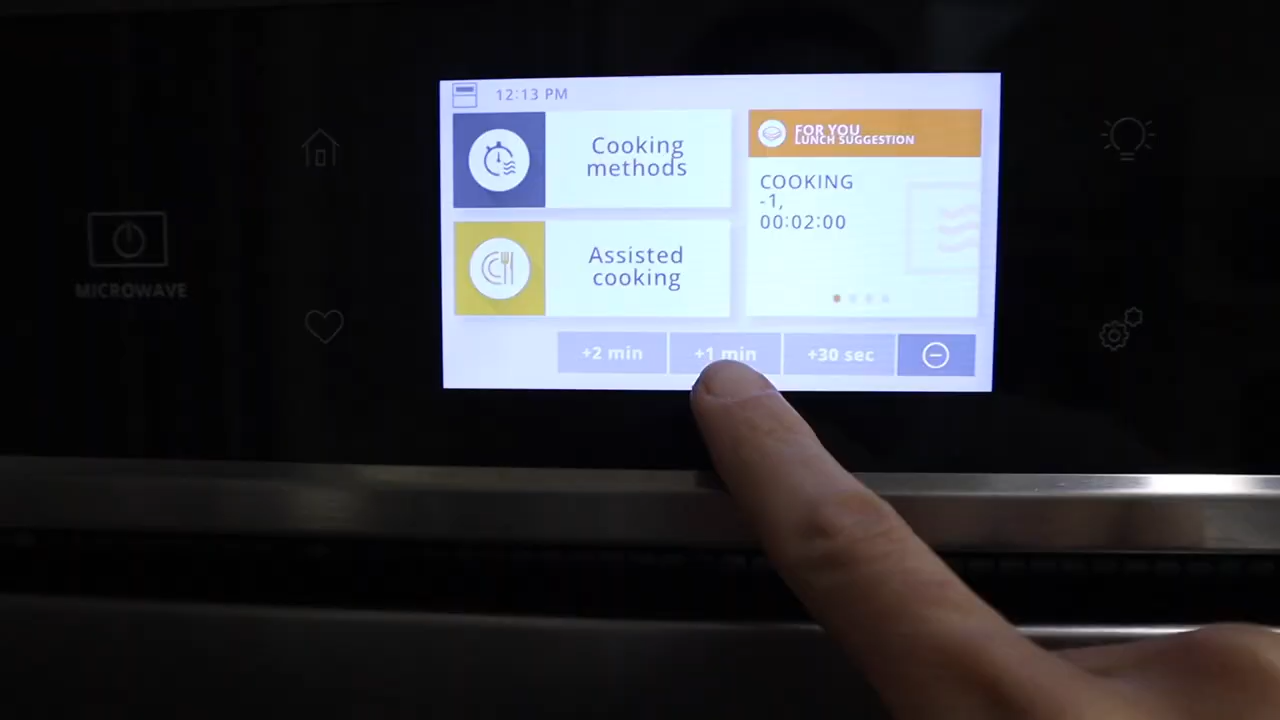 12:13 PM
Cooking
methods
FOR YOU
LUNCH SUGGESTION
COOKING
-1,
00:02:00
Assisted
cooking
MICROWAVE
+2 min
+1 min
+30 sec